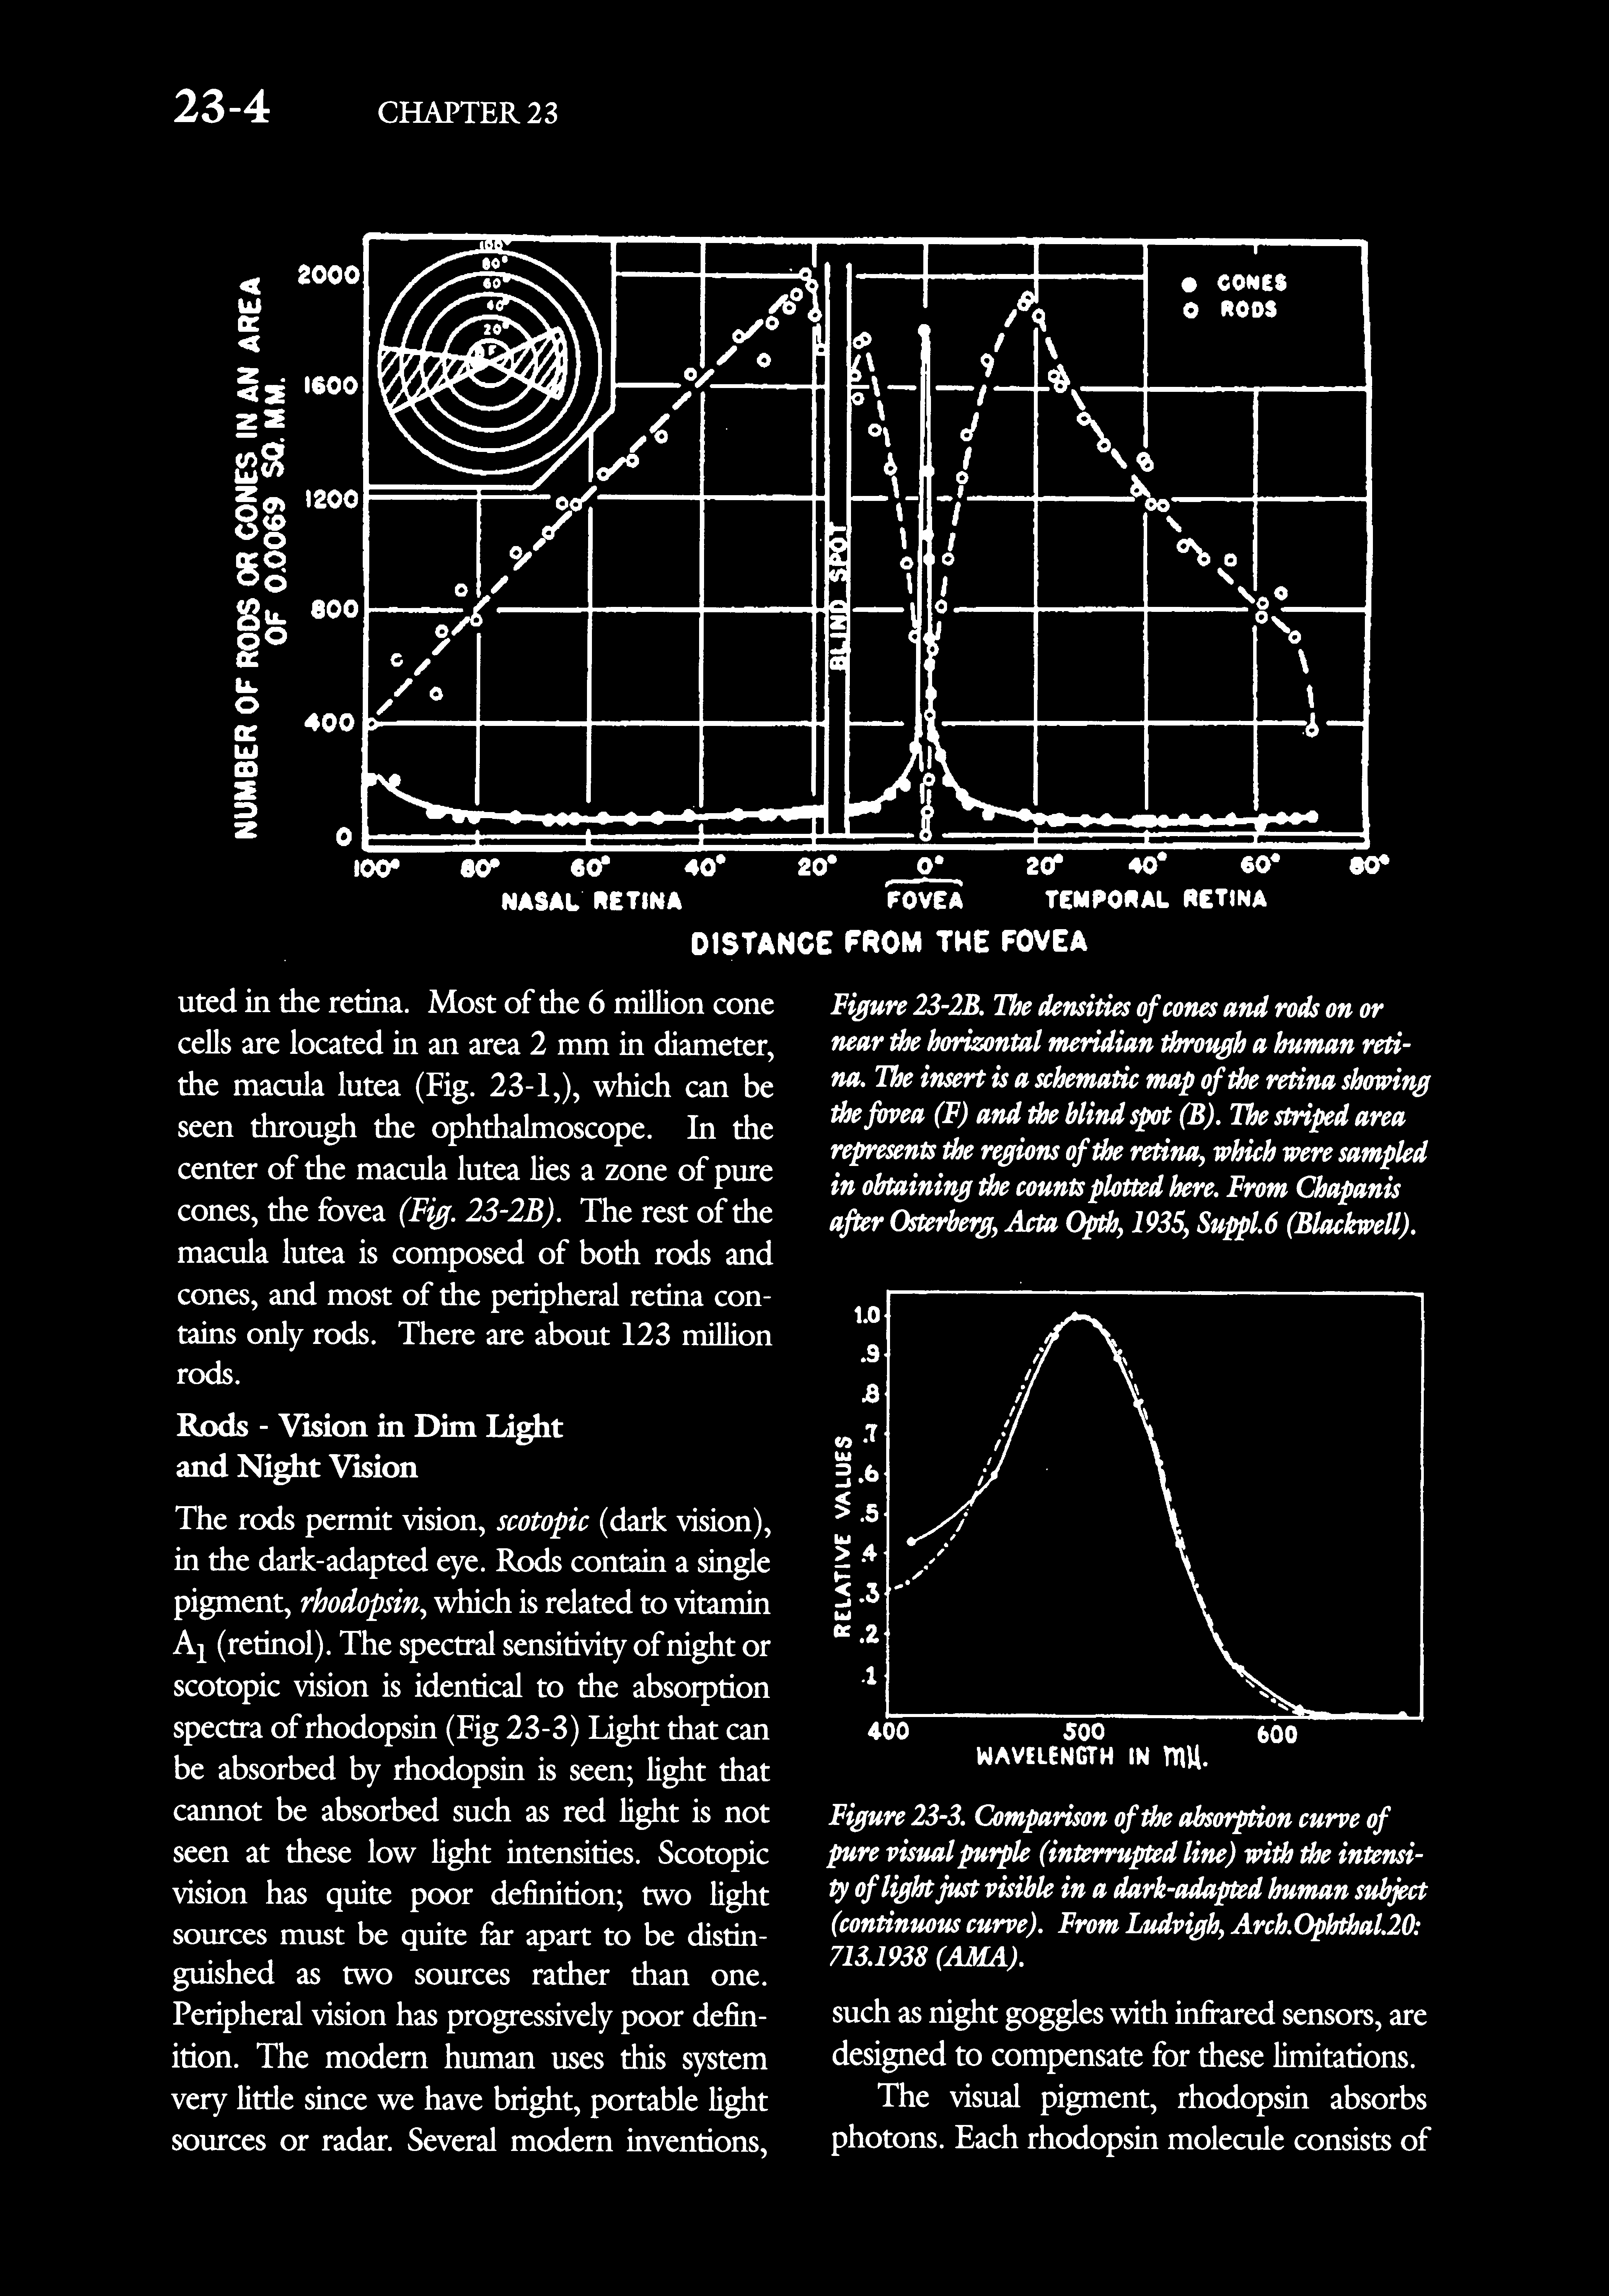 23-4 CHAPTER 23
100°
80°
60°
40°
20°
F
NUMBER OF RODS OR CONES IN AN AREA
OF 0.0069 SQ. MM.
2000
1600
1200
800
400
0
CONES
RODS
BLIND SPOT
100° 80° 60° 40° 20° 0° 20° 40° 60° 80°
NASAL RETINA FOVEA TEMPORAL RETINA
DISTANCE FROM THE FOVEA
uted in the retina. Most of the 6 million cone
cells are located in an area 2 mm in diameter,
the macula lutea (Fig. 23-1,), which can be
seen through the ophthalmoscope. In the
center of the macula lutea lies a zone of pure
cones, the fovea (Fig. 23-2B). The rest of the
macula lutea is composed of both rods and
cones, and most of the peripheral retina con-
tains only rods. There are about 123 million
rods.
Rods - Vision in Dim Light
and Night Vision
The rods permit vision, scotopic (dark vision),
in the dark-adapted eye. Rods contain a single
pigment, rhodopsin, which is related to vitamin
A1 (retinol). The spectral sensitivity of night or
scotopic vision is identical to the absorption
spectra of rhodopsin (Fig 23-3) Light that can
be absorbed by rhodopsin is seen; light that
cannot be absorbed such as red light is not
seen at these low light intensities. Scotopic
vision has quite poor definition; two light
sources must be quite far apart to be distin-
guished as two sources rather than one.
Peripheral vision has progressively poor defin-
ition. The modern human uses this system
very little since we have bright, portable light
sources or radar. Several modern inventions,
Figure 23-2B. The densities of cones and rods on or
near the horizontal meridian through a human reti-
na. The insert is a schematic map of the retina showing
the fovea (F) and the blind spot (B). The striped area
represents the regions of the retina, which were sampled
in obtaining the counts plotted here. From Chapanis
after Osterberg, Acta Opth, 1935, Suppl.6 (Blackwell).
RELATIVE VALUES
1.0
.9
.8
.7
.6
.5
.4
.3
.2
.1
400 500 600
WAVELENGTH IN mμ.
Figure 23-3. Comparison of the absorption curve of
pure visual purple (interrupted line) with the intensi-
ty of light just visible in a dark-adapted human subject
(continuous curve). From Ludvigh, Arch.Ophthal.20:
713.1938 (AMA).
such as night goggles with infrared sensors, are
designed to compensate for these limitations.
The visual pigment, rhodopsin absorbs
photons. Each rhodopsin molecule consists of